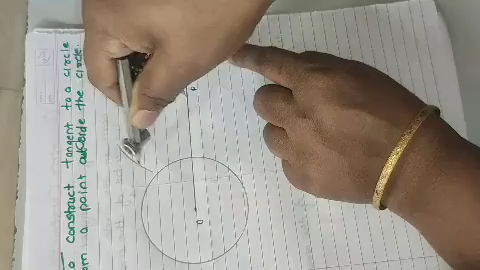 To construct tangent to a circle
from a point outside the circle.
P
O